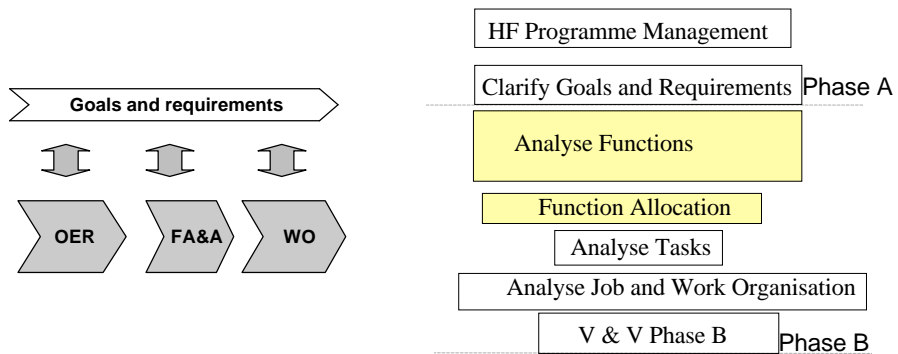 Goals and requirements
OER
FA&A
WO
HF Programme Management
Clarify Goals and Requirements
Phase A
Analyse Functions
Function Allocation
Analyse Tasks
Analyse Job and Work Organisation
V & V Phase B
Phase B